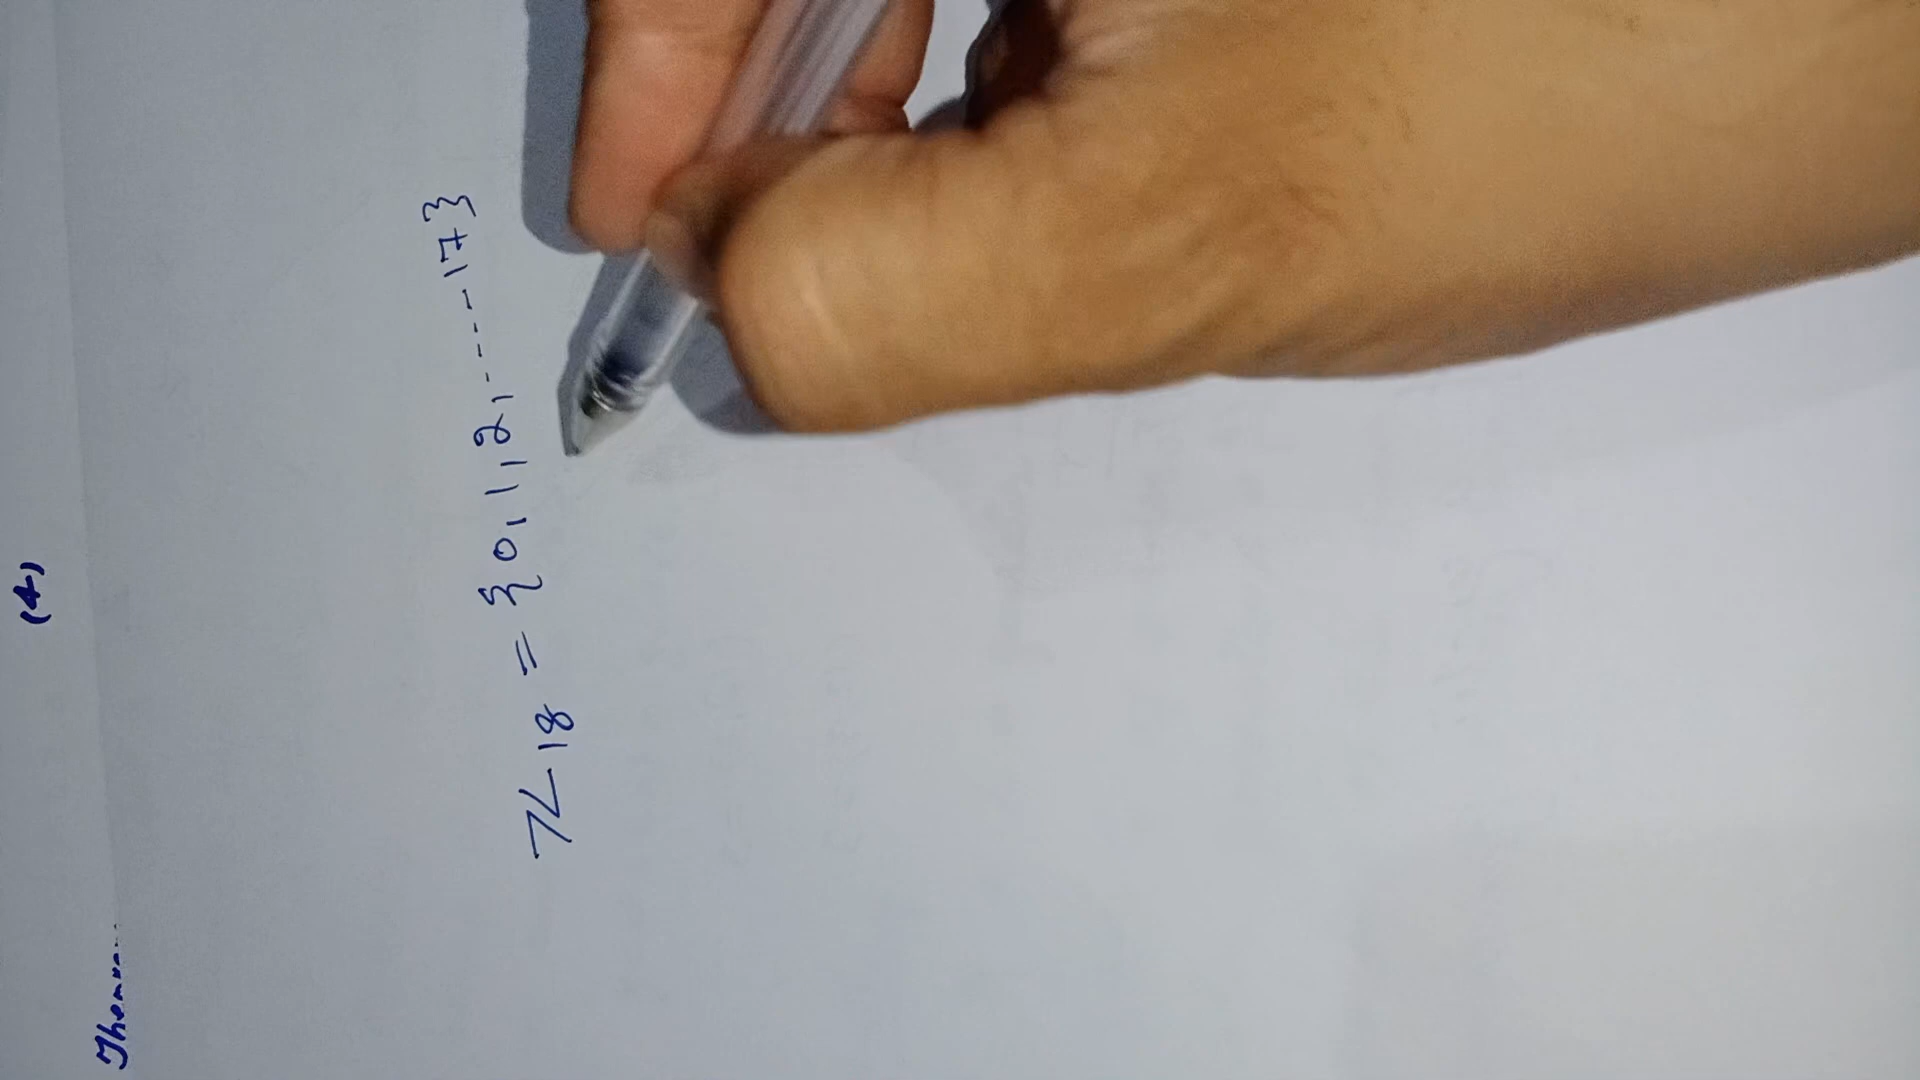 (4)
ℤ18 = {0,1,2,-----17}